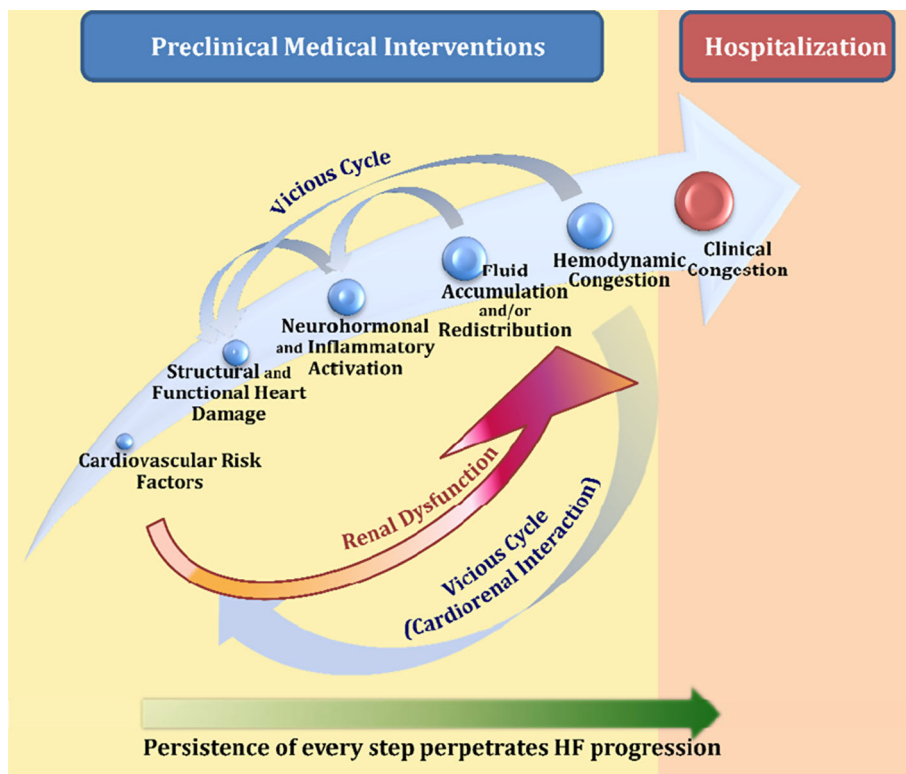 Preclinical Medical Interventions
Hospitalization
Vicious Cycle
Clinical
Congestion
Hemodynamic
Congestion
Fluid
Accumulation
and/or
Redistribution
Neurohormonal
and Inflammatory
Activation
Structural and
Functional Heart
Damage
Cardiovascular Risk
Factors
Renal Dysfunction
Vicious Cycle
(Cardiorenal Interaction)
Persistence of every step perpetrates HF progression